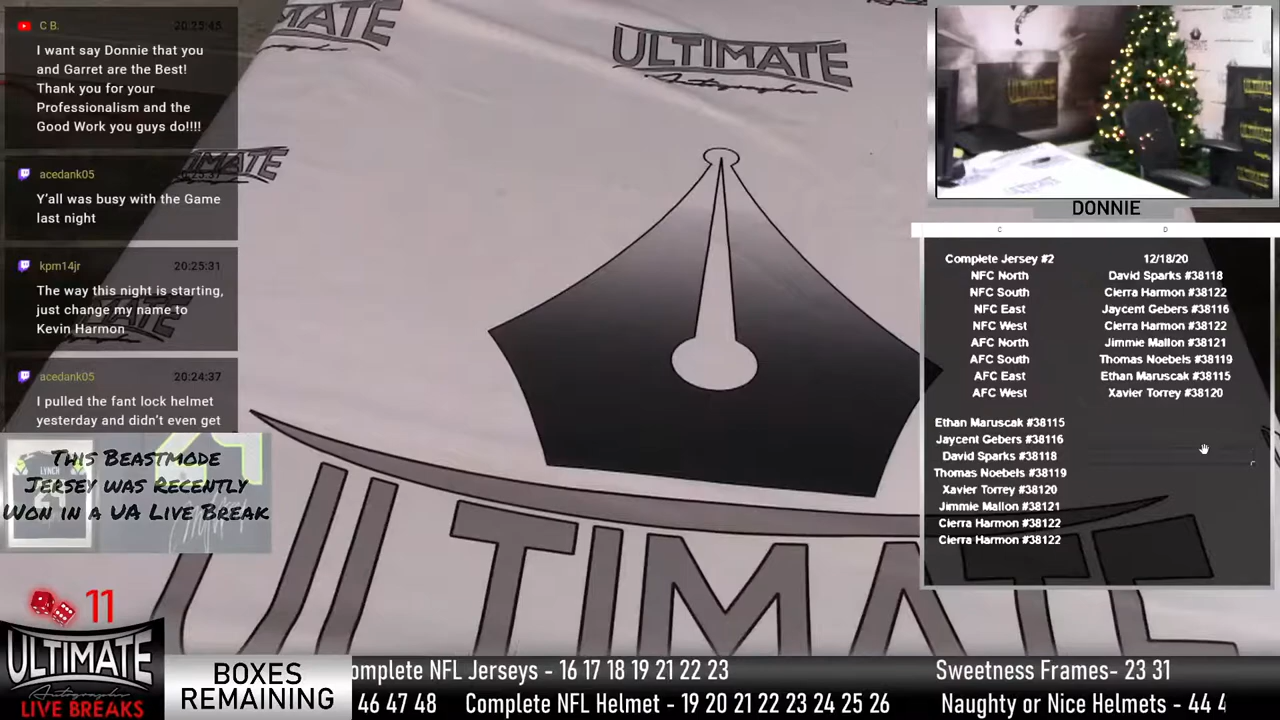 C B. 20:25:45
I want say Donnie that you
and Garret are the Best!
Thank you for your
Professionalism and the
Good Work you guys do!!!!
acedank05
Y'all was busy with the Game
last night
kpm14jr 20:25:31
The way this night is starting,
just change my name to
Kevin Harmon
acedank05 20:24:37
I pulled the fant lock helmet
yesterday and didn't even get
This Beastmode
Jersey was Recently
Won in a UA Live Break
LYNCH
11
ULTIMATE
Autographs
LIVE BREAKS
BOXES
REMAINING
omplete NFL Jerseys - 16 17 18 19 21 22 23
Sweetness Frames- 23 31
46 47 48
Complete NFL Helmet - 19 20 21 22 23 24 25 26
Naughty or Nice Helmets - 44 4
ULTIMATE
ULTIMATE
Autographs
ULTIMATE
ULTIMATE
DONNIE
C D
Complete Jersey #2 12/18/20
NFC North David Sparks #38118
NFC South Cierra Harmon #38122
NFC East Jaycent Gebers #38116
NFC West Cierra Harmon #38122
AFC North Jimmie Mallon #38121
AFC South Thomas Noebels #38119
AFC East Ethan Maruscak #38115
AFC West Xavier Torrey #38120
Ethan Maruscak #38115
Jaycent Gebers #38116
David Sparks #38118
Thomas Noebels #38119
Xavier Torrey #38120
Jimmie Mallon #38121
Cierra Harmon #38122
Cierra Harmon #38122